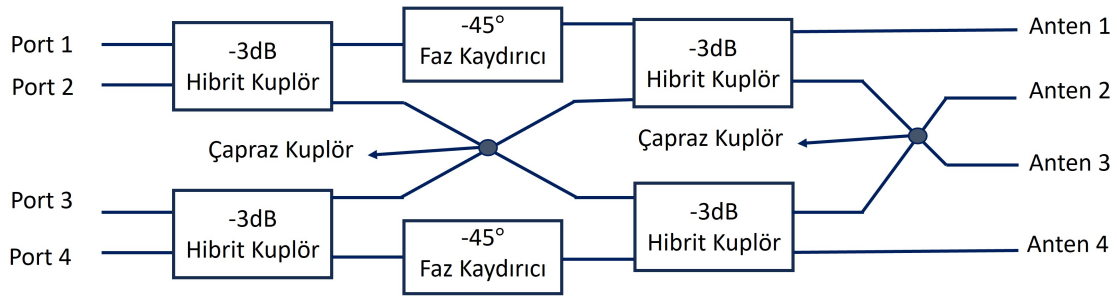 Port 1
Port 2
-3dB
Hibrit Kuplör
-45°
Faz Kaydırıcı
-3dB
Hibrit Kuplör
Anten 1
Anten 2
Çapraz Kuplör
Çapraz Kuplör
Anten 3
Port 3
Port 4
-3dB
Hibrit Kuplör
-45°
Faz Kaydırıcı
-3dB
Hibrit Kuplör
Anten 4